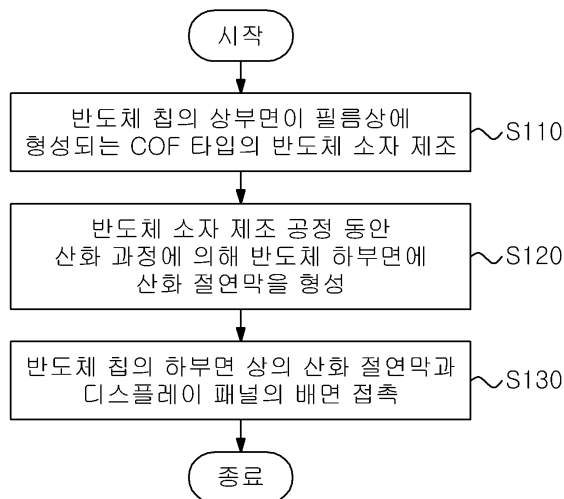 시작
반도체 칩의 상부면이 필름상에
형성되는 COF 타입의 반도체 소자 제조
S110
반도체 소자 제조 공정 동안
산화 과정에 의해 반도체 하부면에
산화 절연막을 형성
S120
반도체 칩의 하부면 상의 산화 절연막과
디스플레이 패널의 배면 접촉
S130
종료